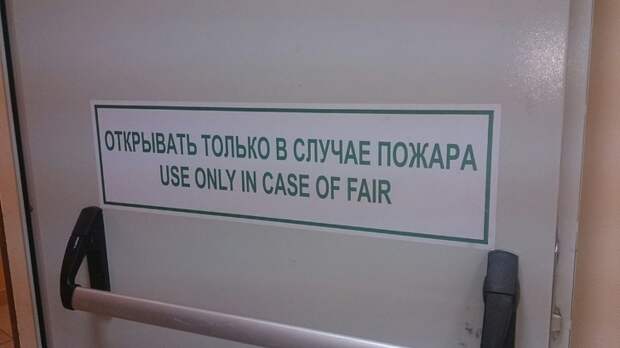 ОТКРЫВАТЬ ТОЛЬКО В СЛУЧАЕ ПОЖАРА
USE ONLY IN CASE OF FAIR